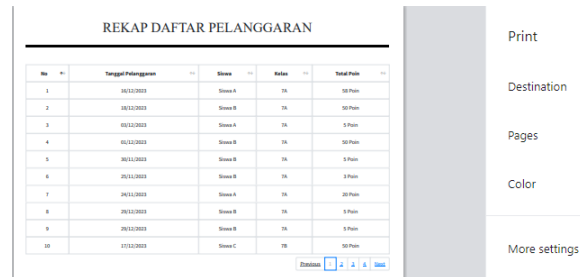 REKAP DAFTAR PELANGGARAN
No Tanggal Pelanggaran Siswa Kelas Total Poin
1 16/12/2023 Siswa A 7A 50 Poin
2 18/12/2023 Siswa B 7A 50 Poin
3 03/12/2023 Siswa A 7A 5 Poin
4 01/12/2023 Siswa B 7A 50 Poin
5 30/11/2023 Siswa B 7A 5 Poin
6 25/11/2023 Siswa B 7A 3 Poin
7 24/11/2023 Siswa A 7A 20 Poin
8 29/12/2023 Siswa B 7A 5 Poin
9 29/12/2023 Siswa B 7A 5 Poin
10 17/12/2023 Siswa C 7B 50 Poin
Previous 1 2 3 4 Next
Print
Destination
Pages
Color
More settings